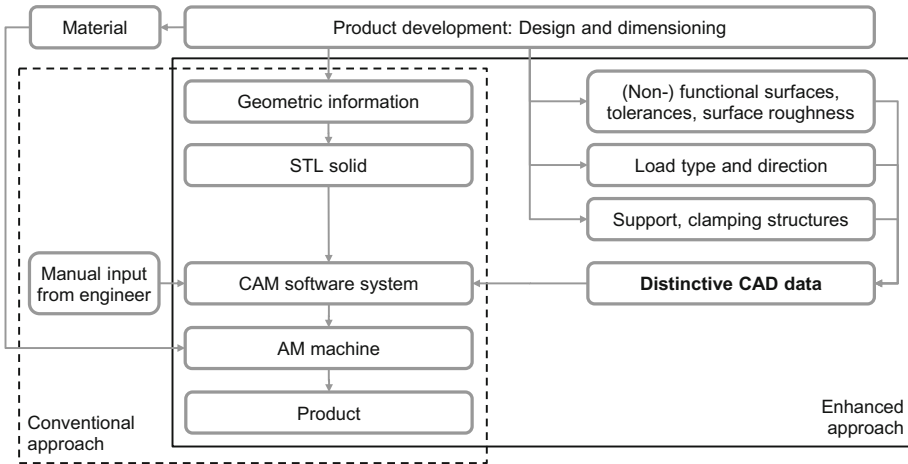 Material
Product development: Design and dimensioning
Geometric information
(Non-) functional surfaces,
tolerances, surface roughness
STL solid
Load type and direction
Support, clamping structures
Manual input
from engineer
CAM software system
Distinctive CAD data
AM machine
Product
Conventional
approach
Enhanced
approach